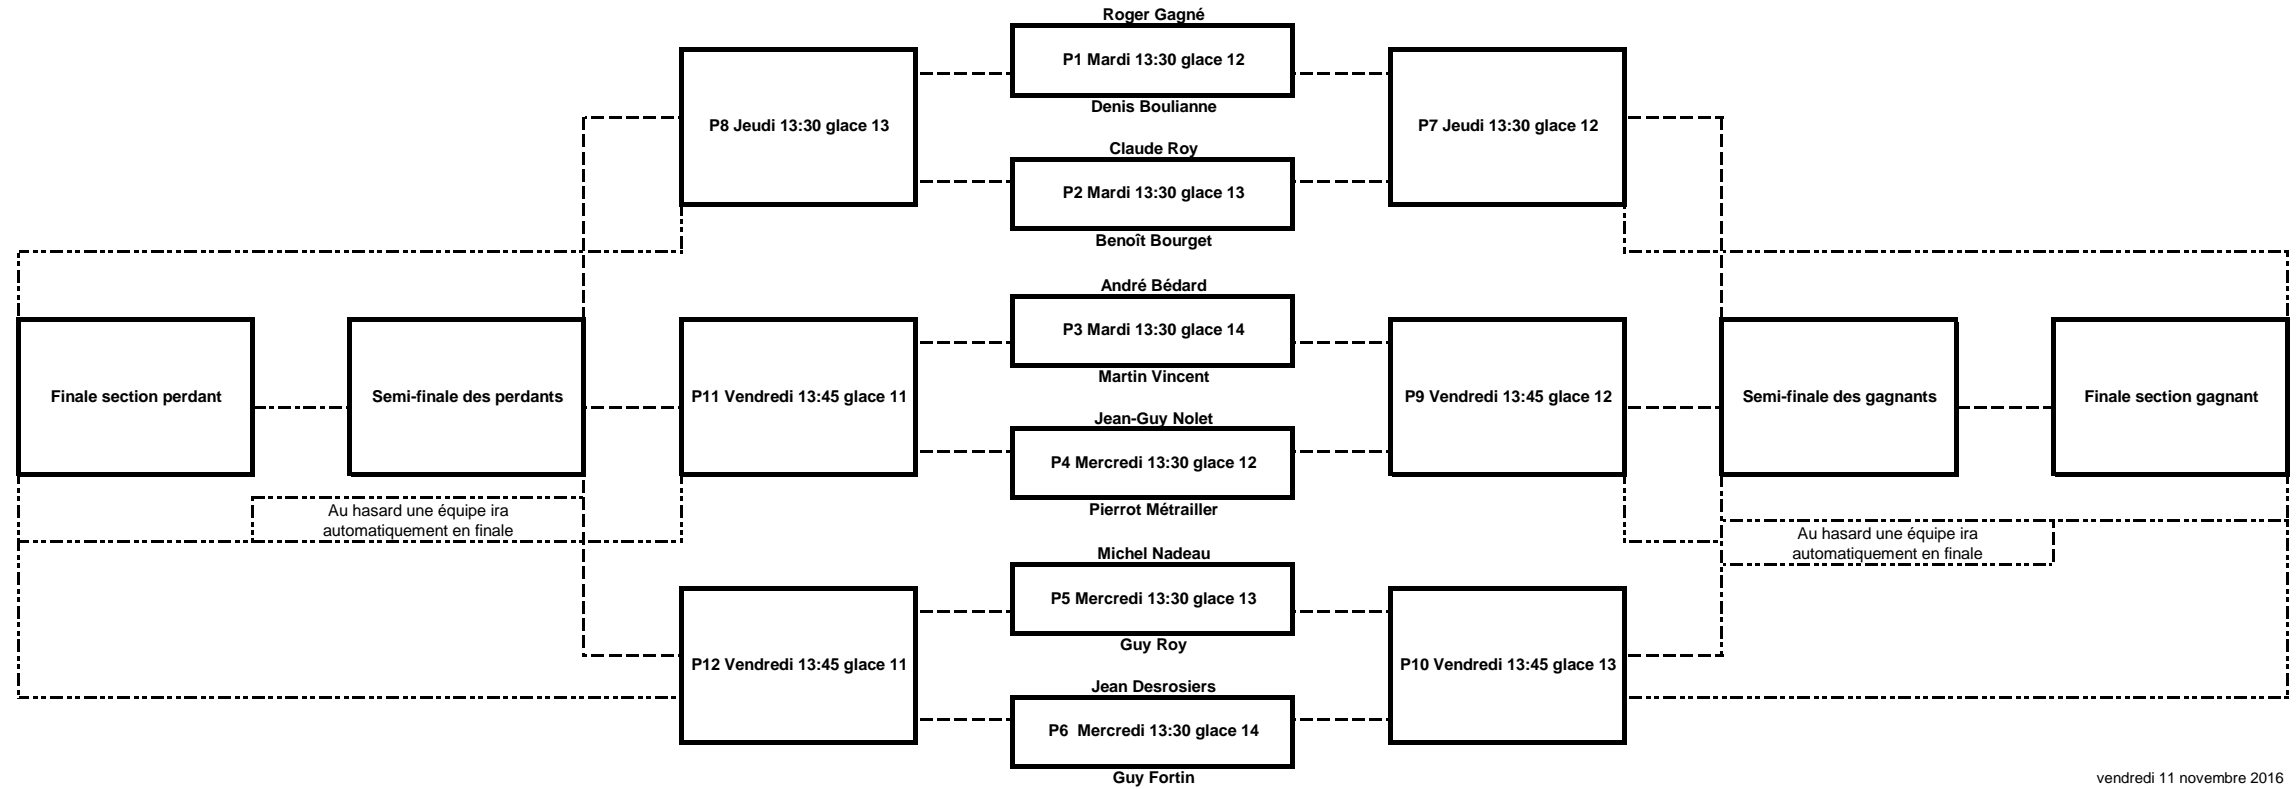 Roger Gagné
P1 Mardi 13:30 glace 12
Denis Boulianne
P8 Jeudi 13:30 glace 13
P7 Jeudi 13:30 glace 12
Claude Roy
P2 Mardi 13:30 glace 13
Benoît Bourget
André Bédard
P3 Mardi 13:30 glace 14
Martin Vincent
Finale section perdant
Semi-finale des perdants
P11 Vendredi 13:45 glace 11
P9 Vendredi 13:45 glace 12
Semi-finale des gagnants
Finale section gagnant
Jean-Guy Nolet
P4 Mercredi 13:30 glace 12
Pierrot Métrailler
Au hasard une équipe ira
automatiquement en finale
Au hasard une équipe ira
automatiquement en finale
Michel Nadeau
P5 Mercredi 13:30 glace 13
Guy Roy
P12 Vendredi 13:45 glace 11
P10 Vendredi 13:45 glace 13
Jean Desrosiers
P6  Mercredi 13:30 glace 14
Guy Fortin
vendredi 11 novembre 2016